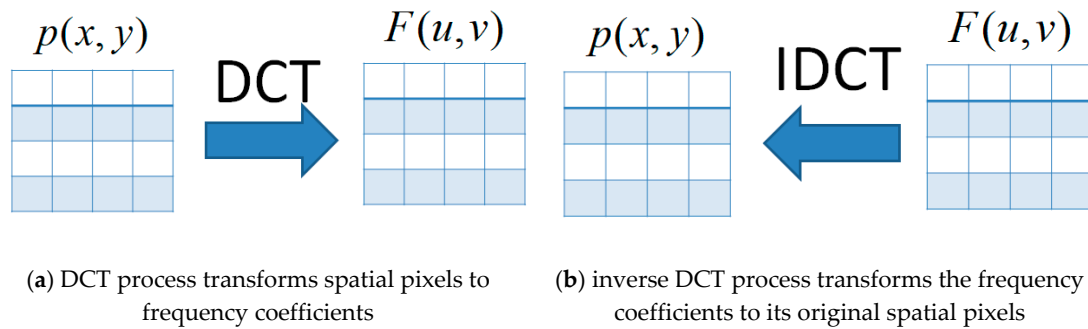 p(x, y)
F(u,v)
DCT
p(x, y)
F(u,v)
IDCT
(a) DCT process transforms spatial pixels to
frequency coefficients
(b) inverse DCT process transforms the frequency
coefficients to its original spatial pixels